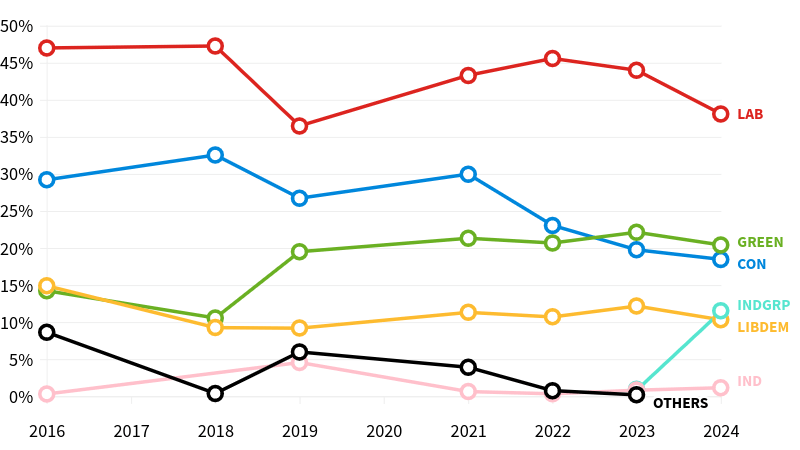 50%
45%
LAB
40%
35%
30%
25%
GREEN
20%
CON
15%
INDGRP
LIBDEM
10%
5%
IND
0%
OTHERS
2016 2017 2018 2019 2020 2021 2022 2023 2024